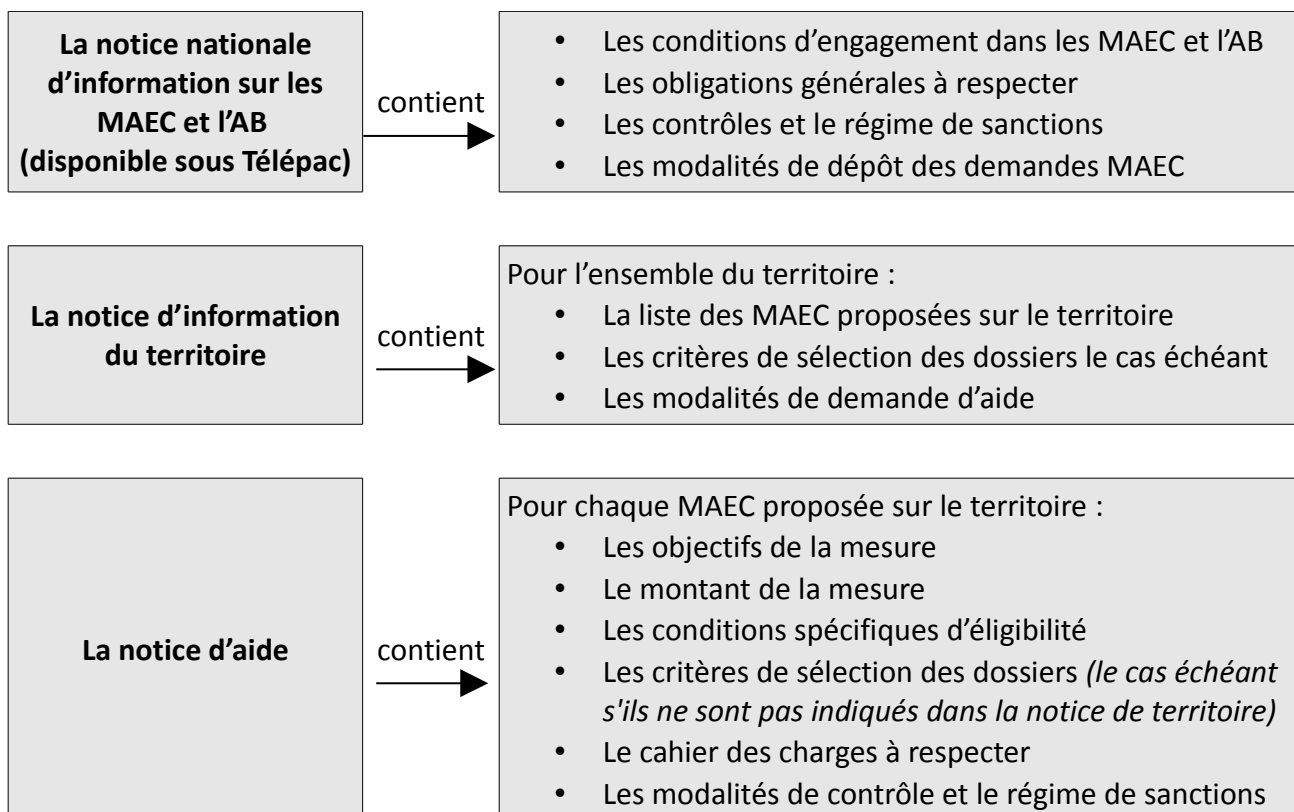 La notice nationale
d’information sur les
MAEC et l’AB
(disponible sous Télépac)
contient
• Les conditions d’engagement dans les MAEC et l’AB
• Les obligations générales à respecter
• Les contrôles et le régime de sanctions
• Les modalités de dépôt des demandes MAEC
La notice d’information
du territoire
contient
Pour l’ensemble du territoire :
• La liste des MAEC proposées sur le territoire
• Les critères de sélection des dossiers le cas échéant
• Les modalités de demande d’aide
La notice d’aide
contient
Pour chaque MAEC proposée sur le territoire :
• Les objectifs de la mesure
• Le montant de la mesure
• Les conditions spécifiques d’éligibilité
• Les critères de sélection des dossiers (le cas échéant
s'ils ne sont pas indiqués dans la notice de territoire)
• Le cahier des charges à respecter
• Les modalités de contrôle et le régime de sanctions